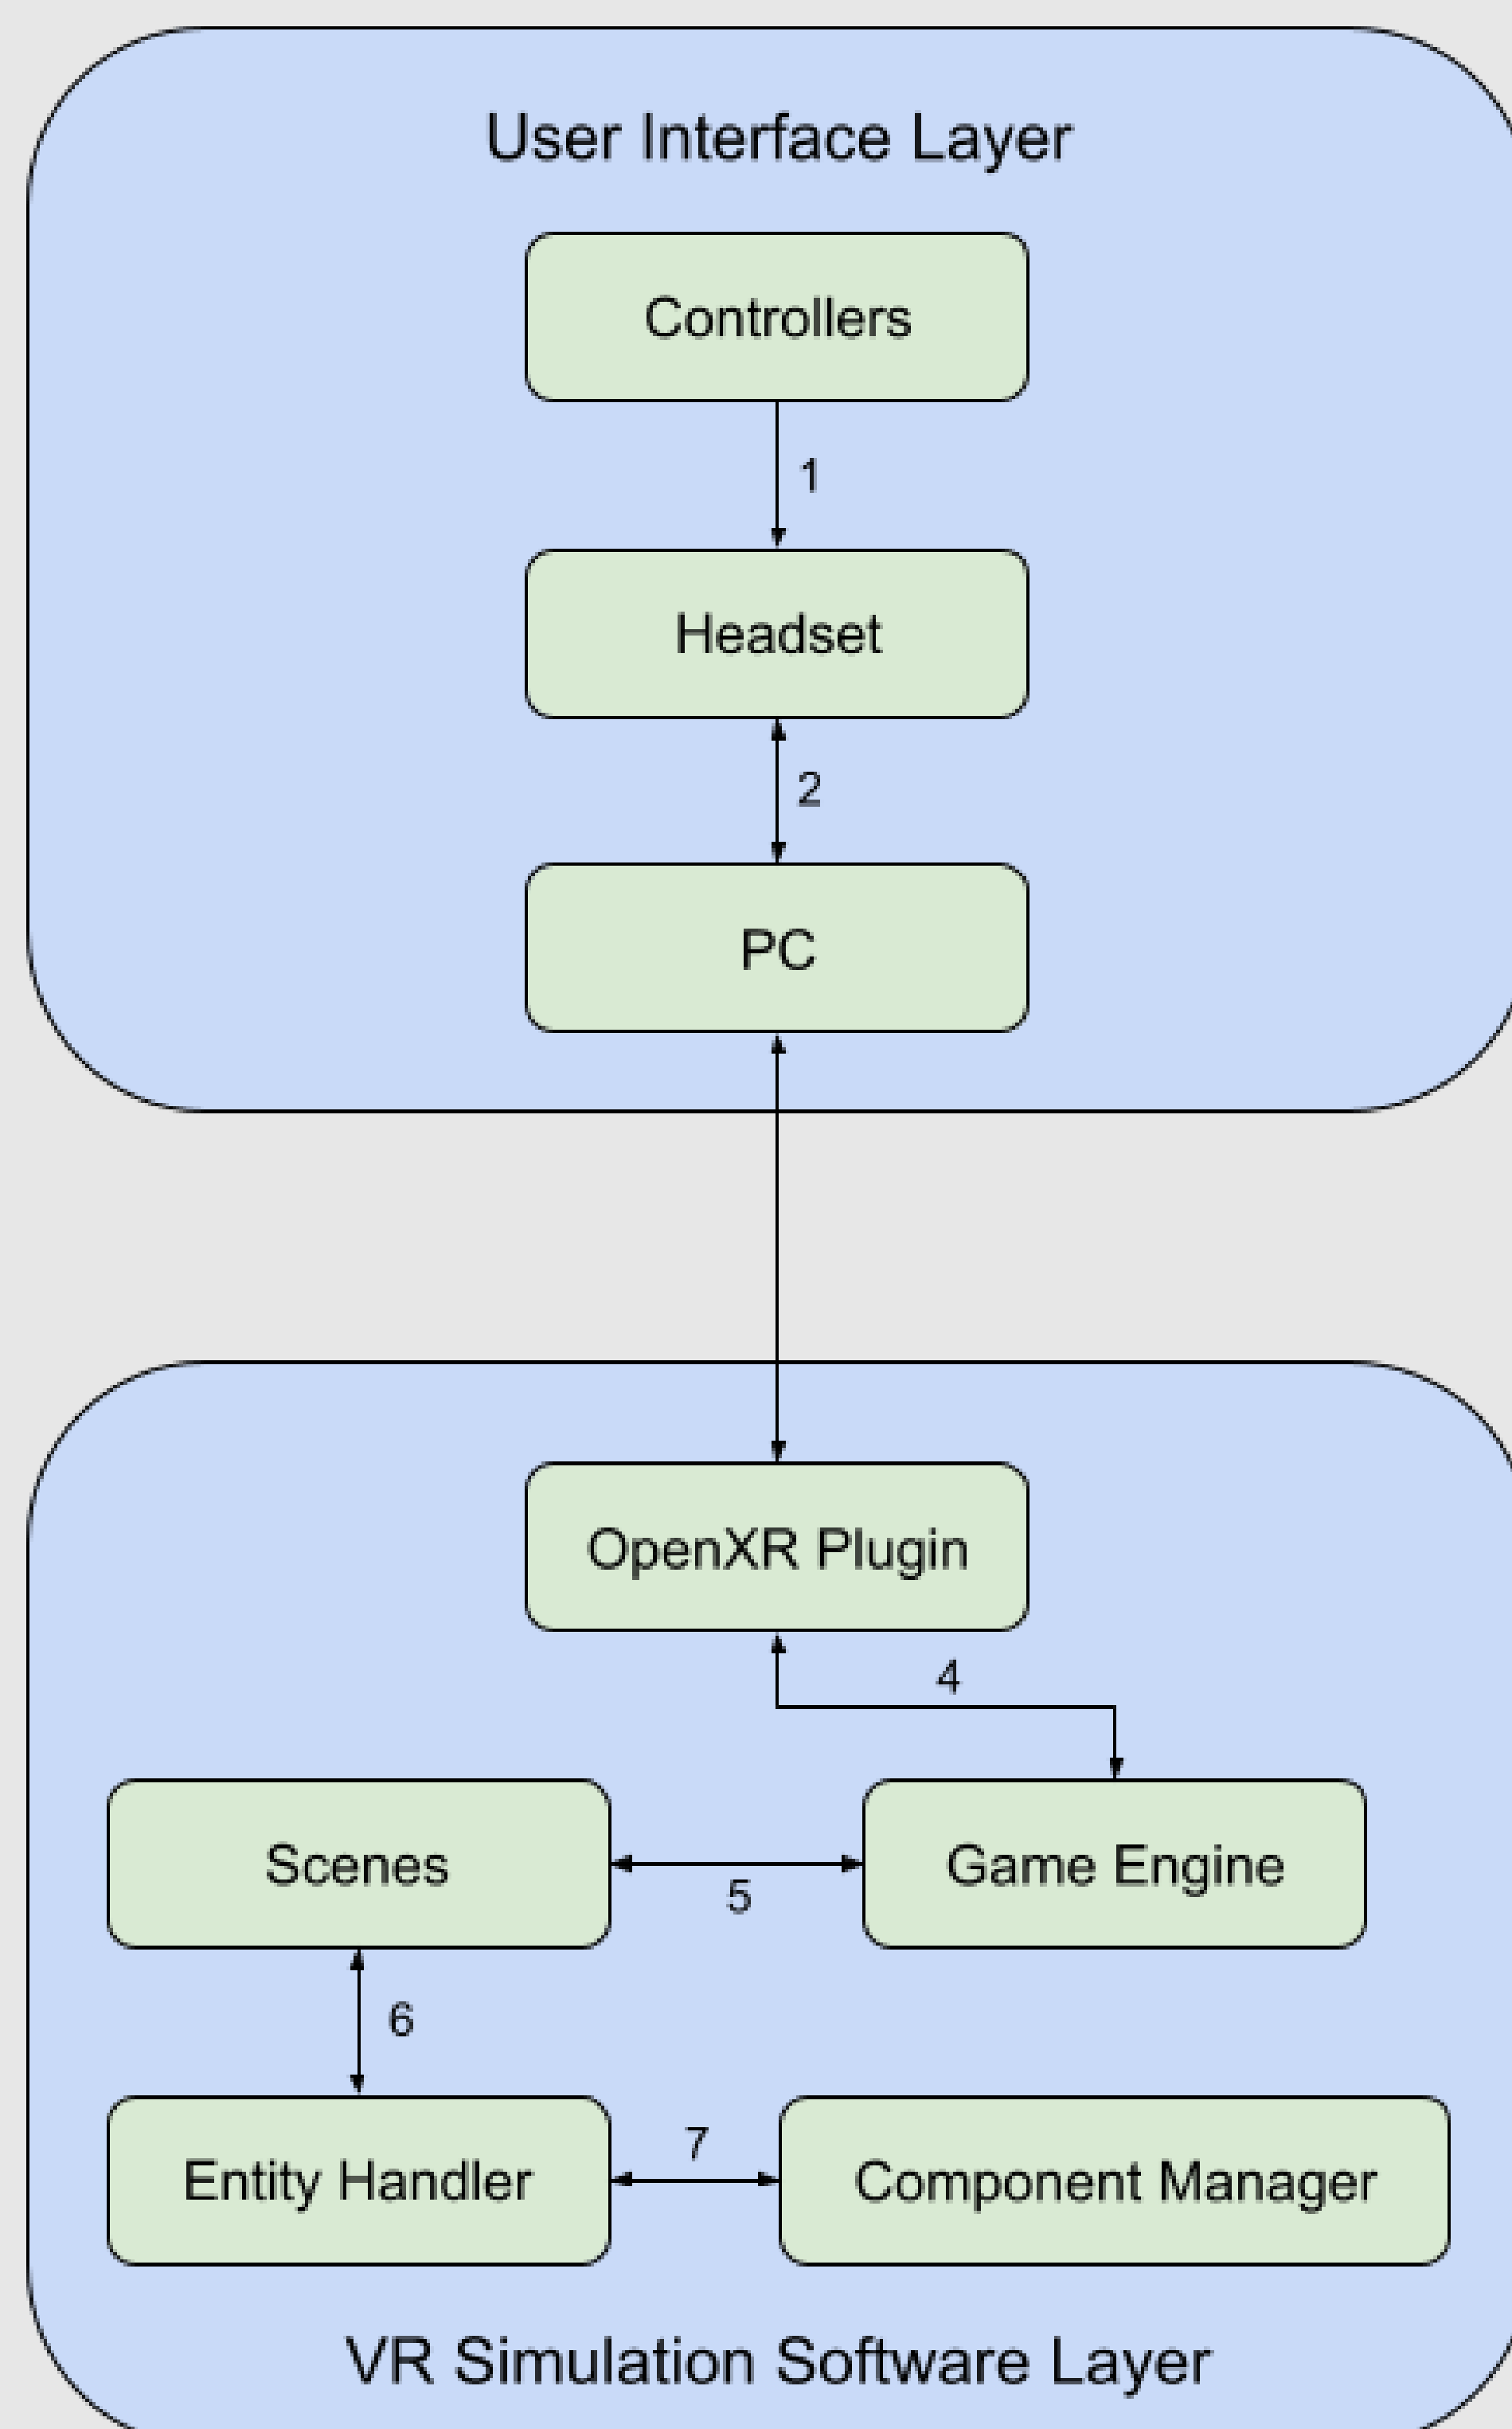 User Interface Layer
Controllers
1
Headset
2
PC
OpenXR Plugin
4
Scenes
Game Engine
5
6
Entity Handler
7
Component Manager
VR Simulation Software Layer